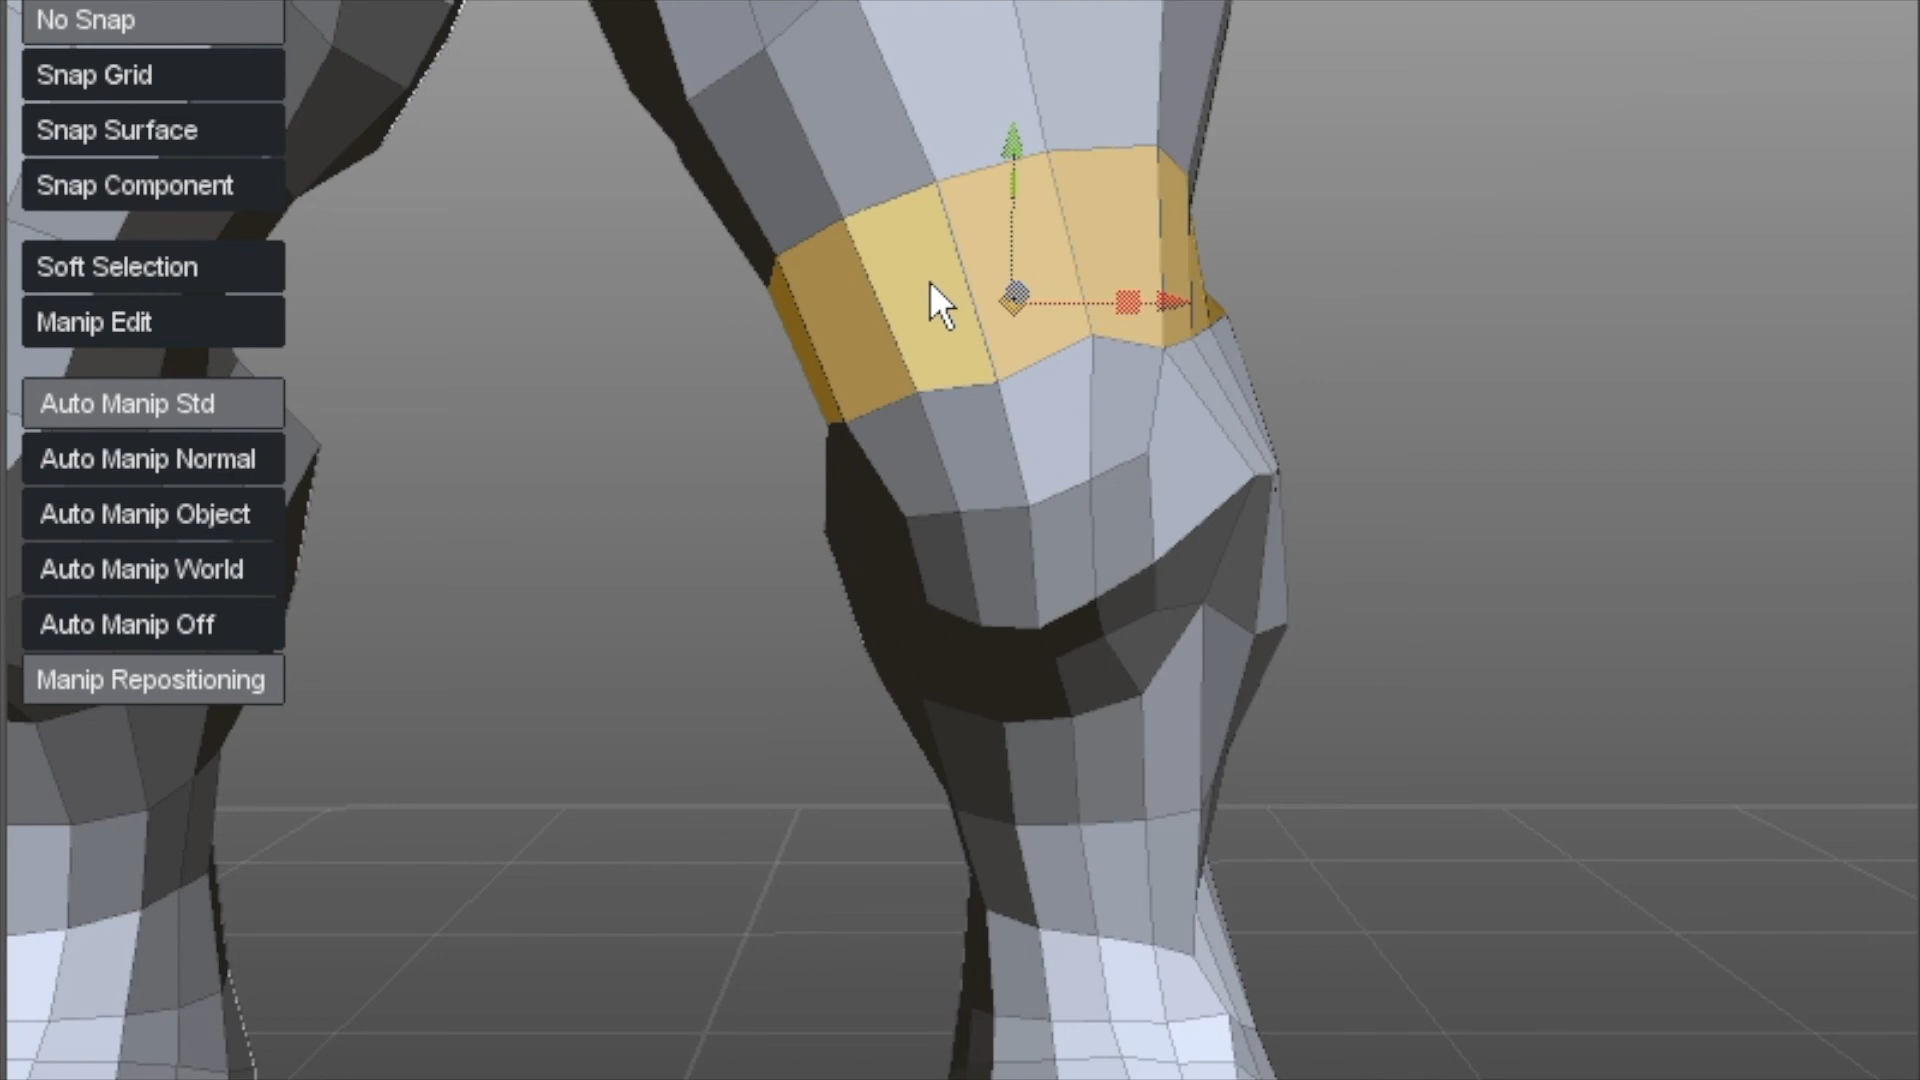 No Snap
Snap Grid
Snap Surface
Snap Component
Soft Selection
Manip Edit
Auto Manip Std
Auto Manip Normal
Auto Manip Object
Auto Manip World
Auto Manip Off
Manip Repositioning